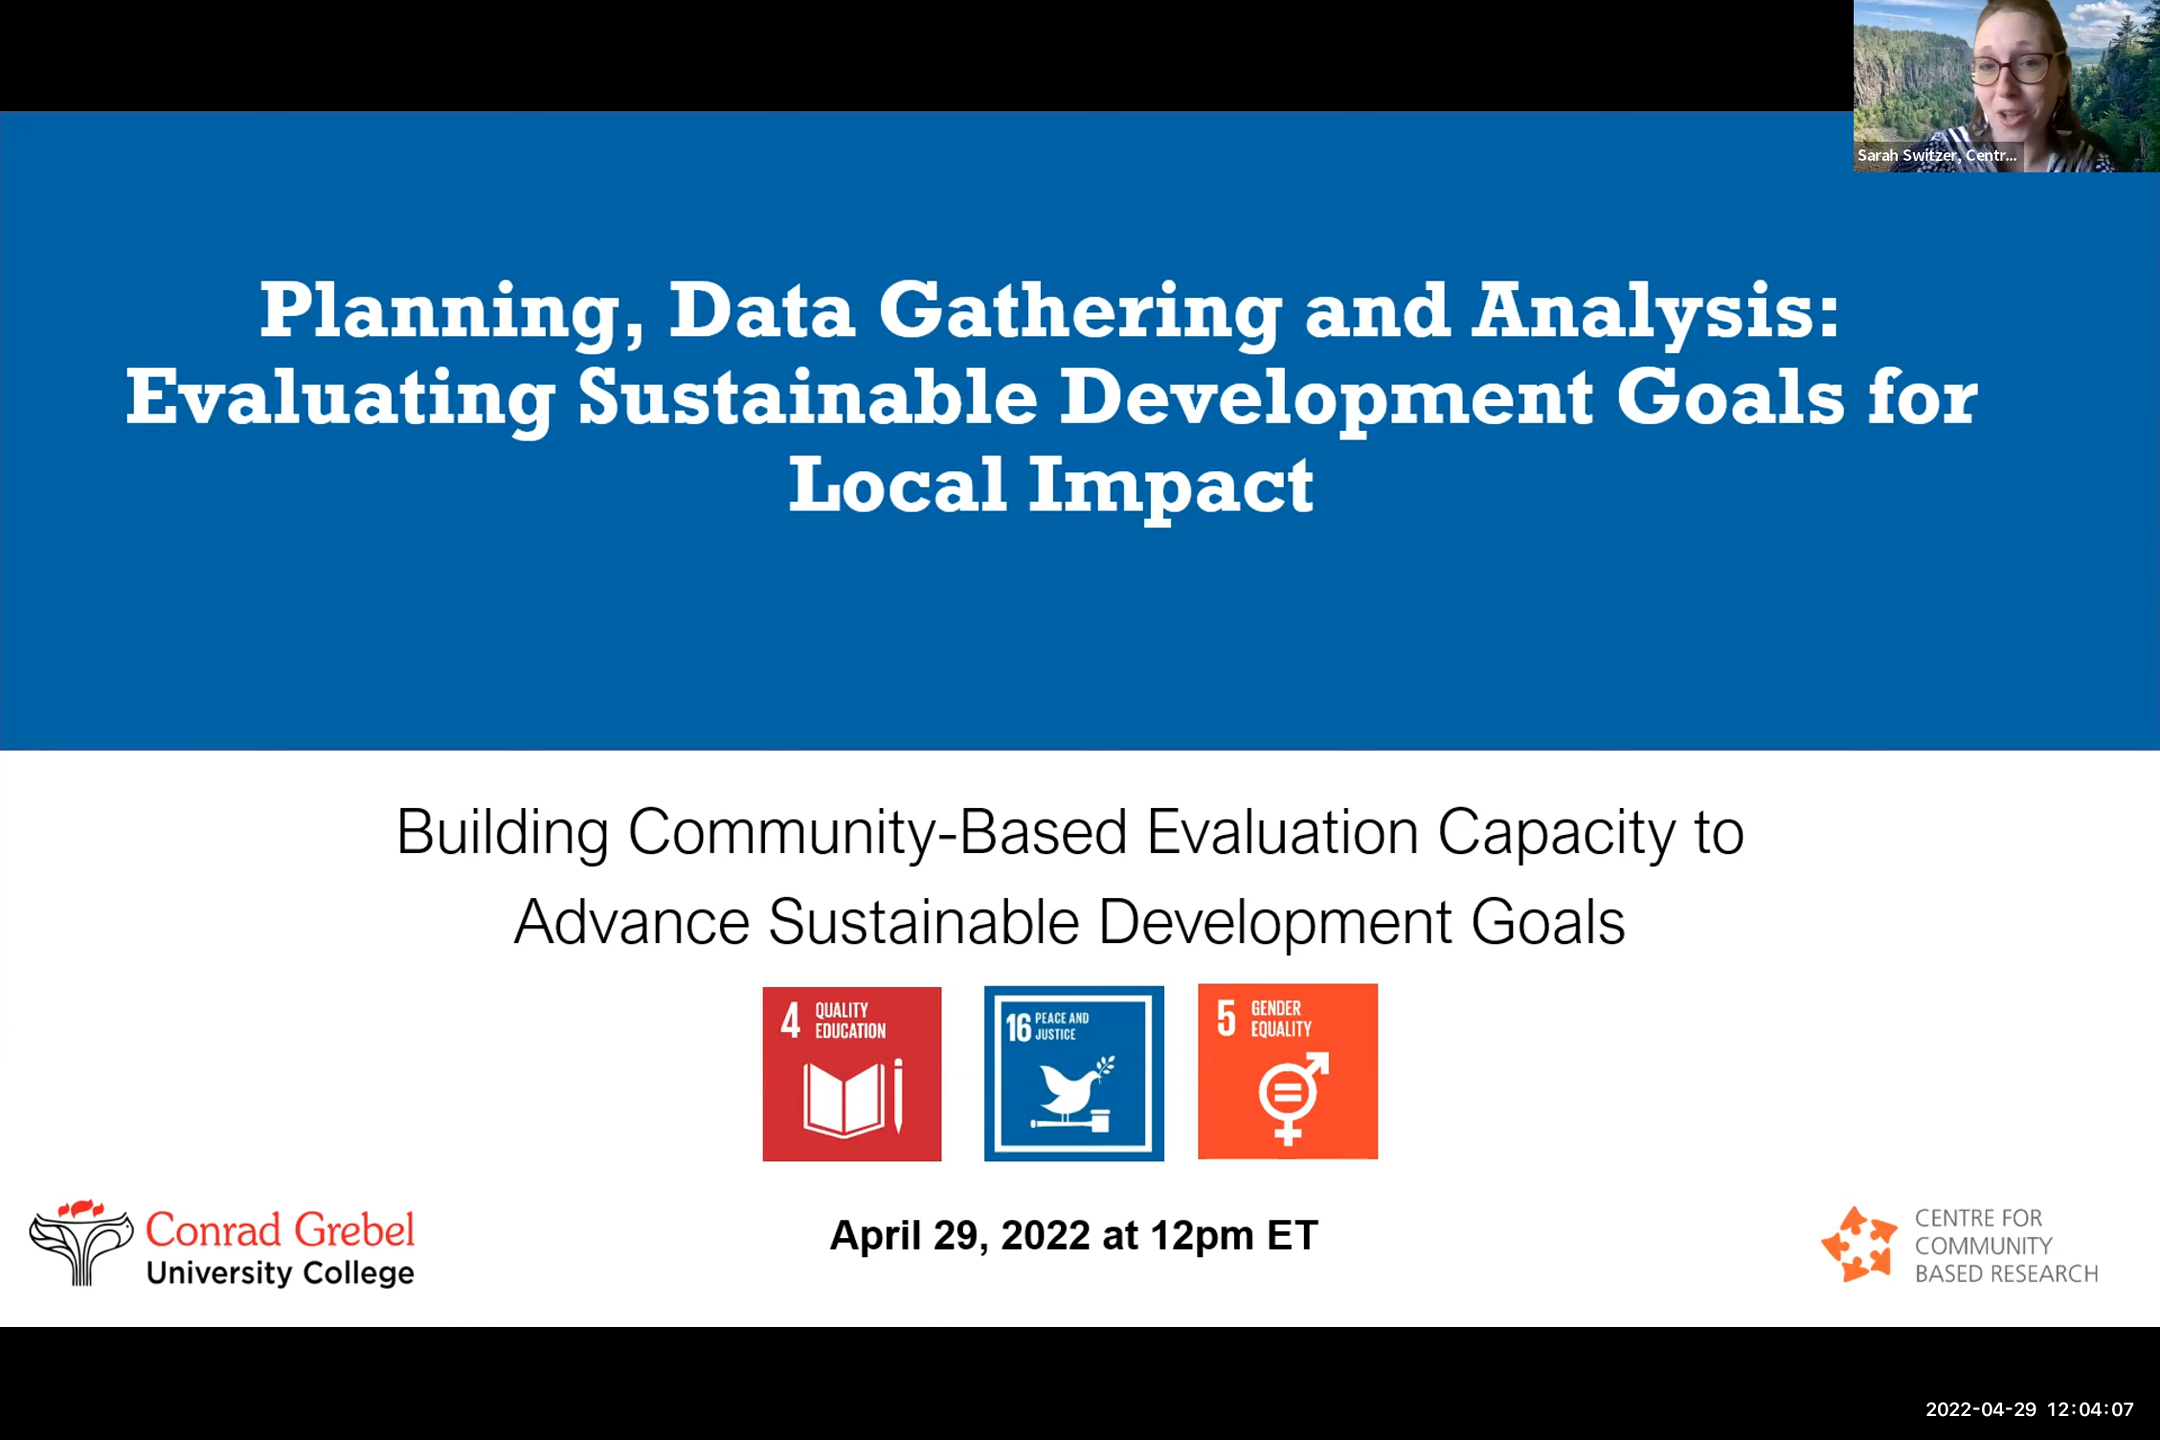 Sarah Switzer, Centr...
Planning, Data Gathering and Analysis:
Evaluating Sustainable Development Goals for
Local Impact
Building Community-Based Evaluation Capacity to
Advance Sustainable Development Goals
4 QUALITY
EDUCATION
16 PEACE AND
JUSTICE
5 GENDER
EQUALITY
Conrad Grebel
University College
April 29, 2022 at 12pm ET
CENTRE FOR
COMMUNITY
BASED RESEARCH
2022-04-29 12:04:07